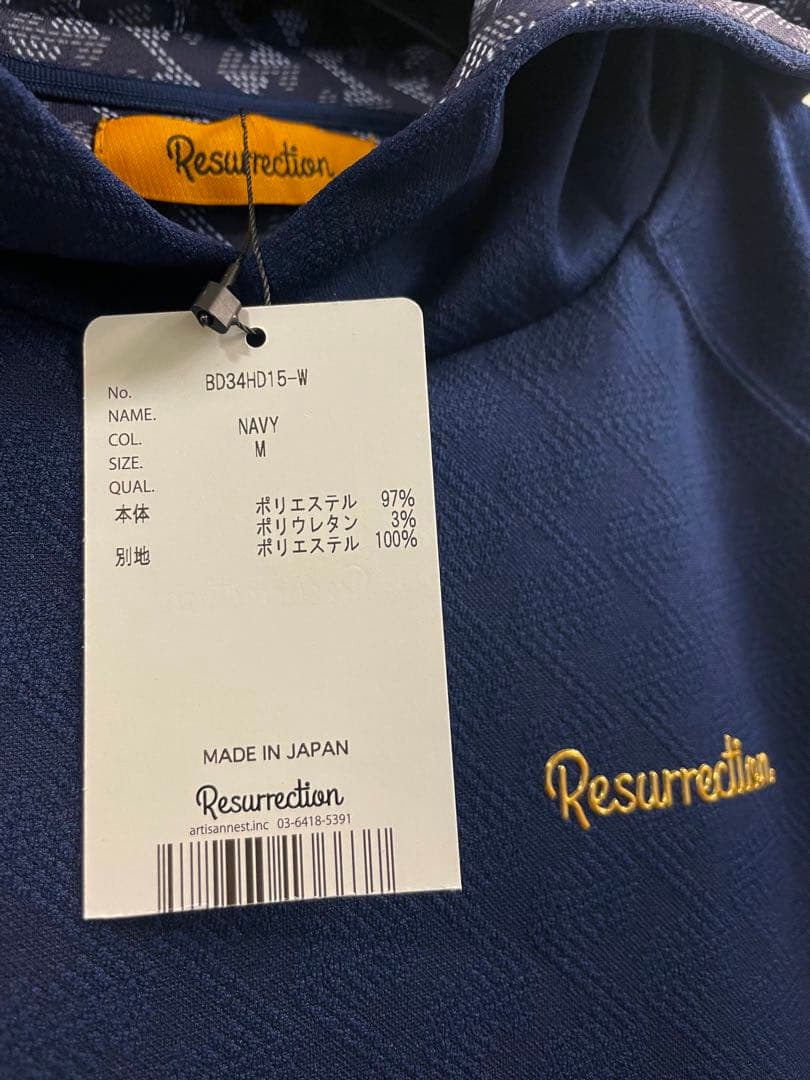 Resurrection
No. BD34HD15-W
NAME.
COL. NAVY
SIZE. M
QUAL.
本体 ポリエステル 97%
ポリウレタン 3%
別地 ポリエステル 100%
MADE IN JAPAN
Resurrection
artisannest.inc 03-6418-5391
Resurrection.